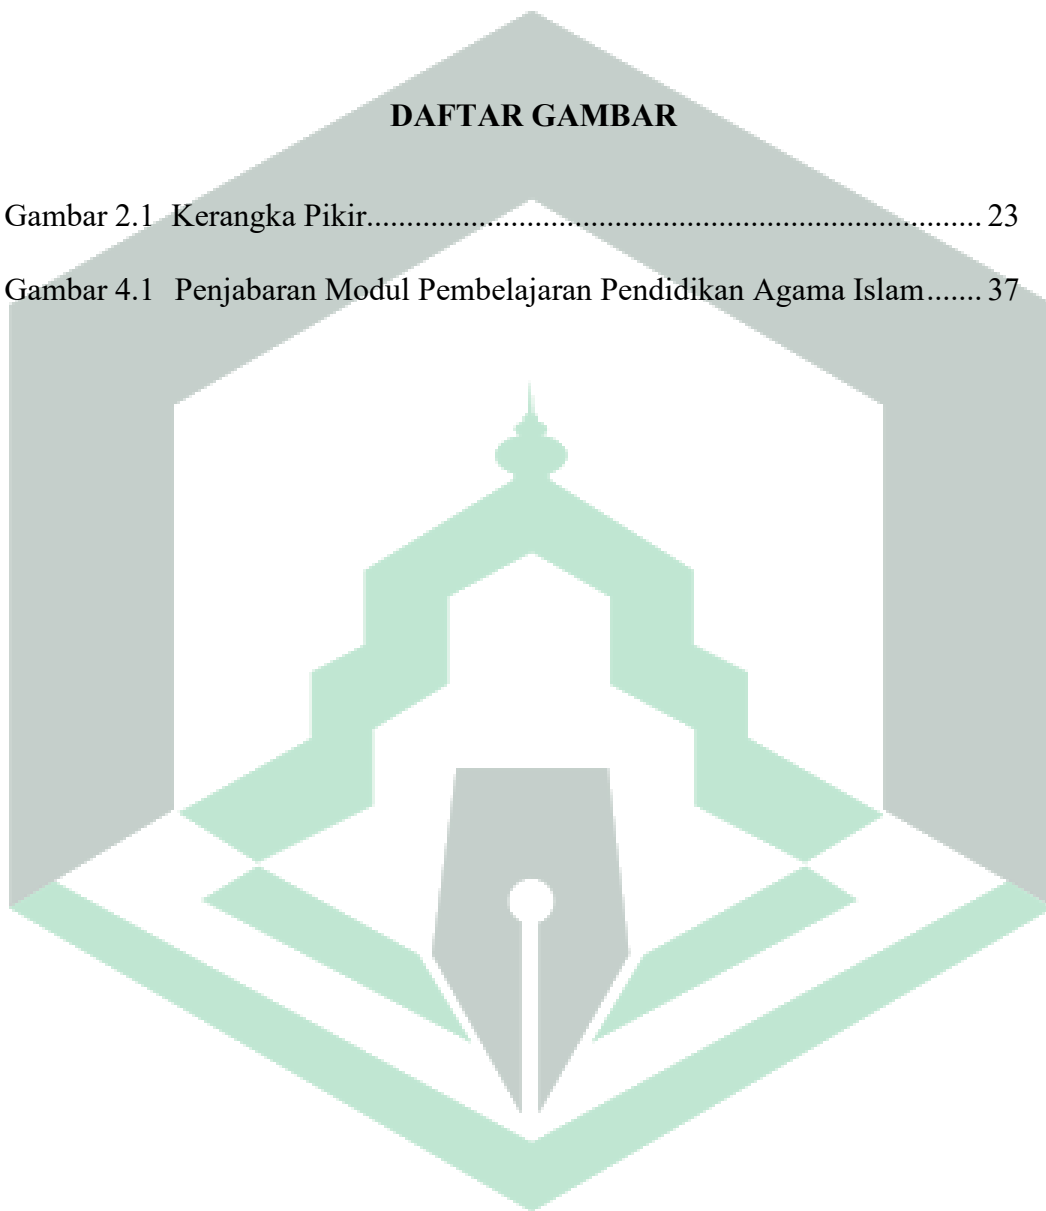 DAFTAR GAMBAR
Gambar 2.1 Kerangka Pikir............................................................................ 23
Gambar 4.1 Penjabaran Modul Pembelajaran Pendidikan Agama Islam....... 37